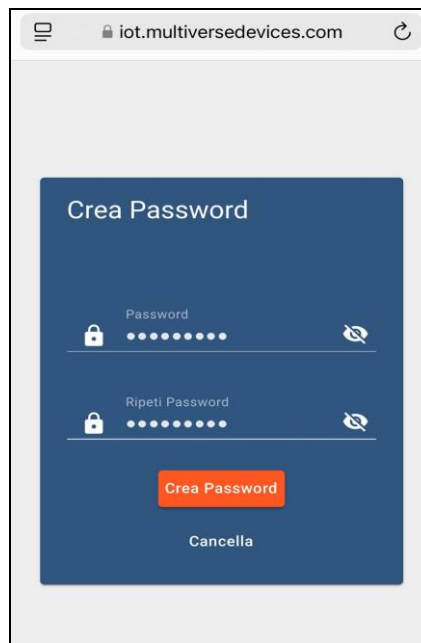 iot.multiversedevices.com
Crea Password
Password
•••••••••
Ripeti Password
•••••••••
Crea Password
Cancella